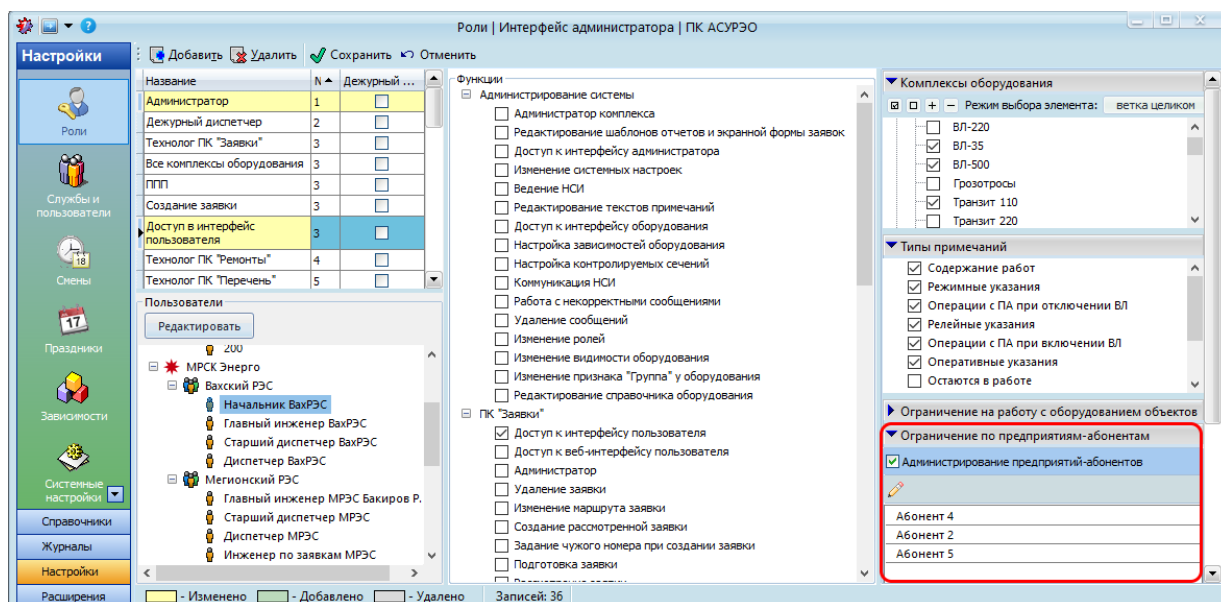 Роли | Интерфейс администратора | ПК АСУРЭО
Настройки
Добавить Удалить Сохранить Отменить
Роли
Службы и
пользователи
18
Смены
17
Праздники
Зависимости
Системные
настройки
Справочники
Журналы
Настройки
Расширения
Название N Дежурный ...
Администратор 1
Дежурный диспетчер 2
Технолог ПК "Заявки" 3
Все комплексы оборудования 3
ППП 3
Создание заявки 3
Доступ в интерфейс
пользователя 3
Технолог ПК "Ремонты" 4
Технолог ПК "Перечень" 5
Пользователи
Редактировать
200
МРСК Энерго
Вахский РЭС
Начальник ВахРЭС
Главный инженер ВахРЭС
Старший диспетчер ВахРЭС
Диспетчер ВахРЭС
Мегионский РЭС
Главный инженер МРЭС Бакиров Р.
Старший диспетчер МРЭС
Диспетчер МРЭС
Инженер по заявкам МРЭС
Функции
Администрирование системы
Администратор комплекса
Редактирование шаблонов отчетов и экранной формы заявок
Доступ к интерфейсу администратора
Изменение системных настроек
Ведение НСИ
Редактирование текстов примечаний
Доступ к интерфейсу оборудования
Настройка зависимостей оборудования
Настройка контролируемых сечений
Коммуникация НСИ
Работа с некорректными сообщениями
Удаление сообщений
Изменение ролей
Изменение видимости оборудования
Изменение признака "Группа" у оборудования
Редактирование справочника оборудования
ПК "Заявки"
Доступ к интерфейсу пользователя
Доступ к веб-интерфейсу пользователя
Администратор
Удаление заявки
Изменение маршрута заявки
Создание рассмотренной заявки
Задание чужого номера при создании заявки
Подготовка заявки
Комплексы оборудования
Режим выбора элемента: ветка целиком
ВЛ-220
ВЛ-35
ВЛ-500
Грозотросы
Транзит 110
Транзит 220
Типы примечаний
Содержание работ
Режимные указания
Операции с ПА при отключении ВЛ
Релейные указания
Операции с ПА при включении ВЛ
Оперативные указания
Остаются в работе
Ограничение на работу с оборудованием объектов
Ограничение по предприятиям-абонентам
Администрирование предприятий-абонентов
Абонент 4
Абонент 2
Абонент 5
- Изменено - Добавлено - Удалено Записей: 36